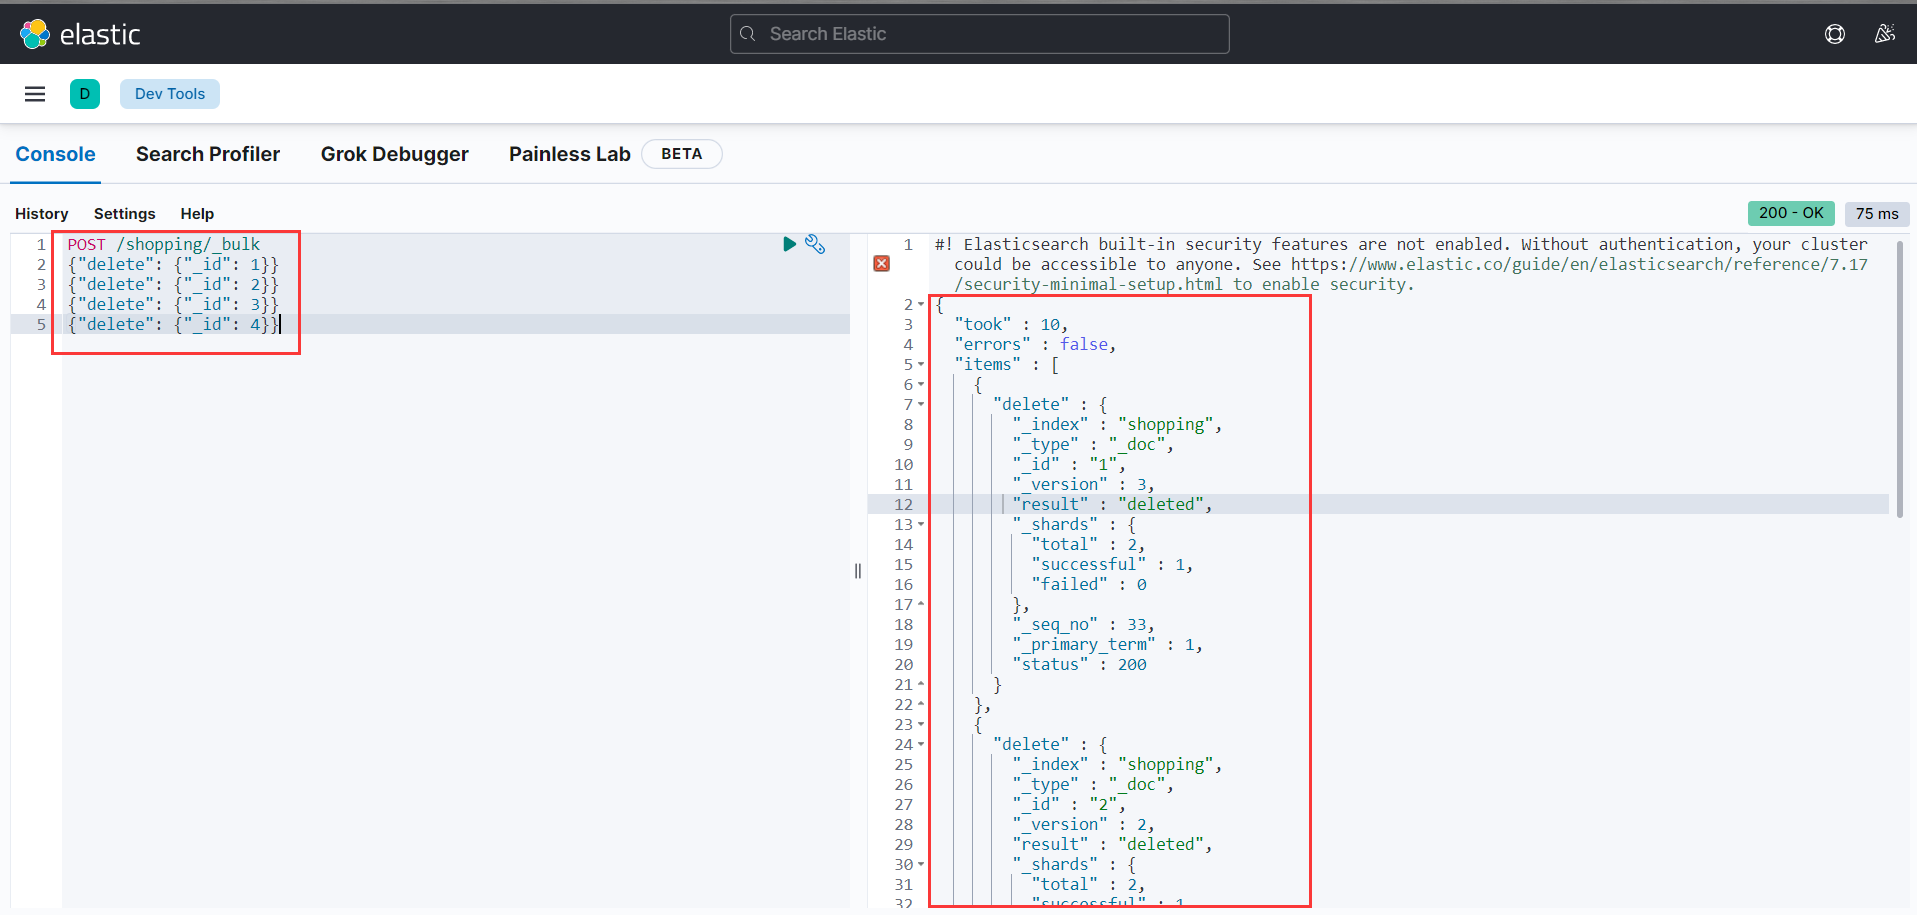 elastic
Search Elastic
D
Dev Tools
Console
Search Profiler
Grok Debugger
Painless Lab
BETA
History
Settings
Help
200 - OK
75 ms
1 POST /shopping/_bulk
2 {"delete": {"_id": 1}}
3 {"delete": {"_id": 2}}
4 {"delete": {"_id": 3}}
5 {"delete": {"_id": 4}}
1 #! Elasticsearch built-in security features are not enabled. Without authentication, your cluster
could be accessible to anyone. See https://www.elastic.co/guide/en/elasticsearch/reference/7.17
/security-minimal-setup.html to enable security.
2 {
3 "took" : 10,
4 "errors" : false,
5 "items" : [
6 {
7 "delete" : {
8 "_index" : "shopping",
9 "_type" : "_doc",
10 "_id" : "1",
11 "_version" : 3,
12 "result" : "deleted",
13 "_shards" : {
14 "total" : 2,
15 "successful" : 1,
16 "failed" : 0
17 },
18 "_seq_no" : 33,
19 "_primary_term" : 1,
20 "status" : 200
21 }
22 },
23 {
24 "delete" : {
25 "_index" : "shopping",
26 "_type" : "_doc",
27 "_id" : "2",
28 "_version" : 2,
29 "result" : "deleted",
30 "_shards" : {
31 "total" : 2,
32 "successful" : 1